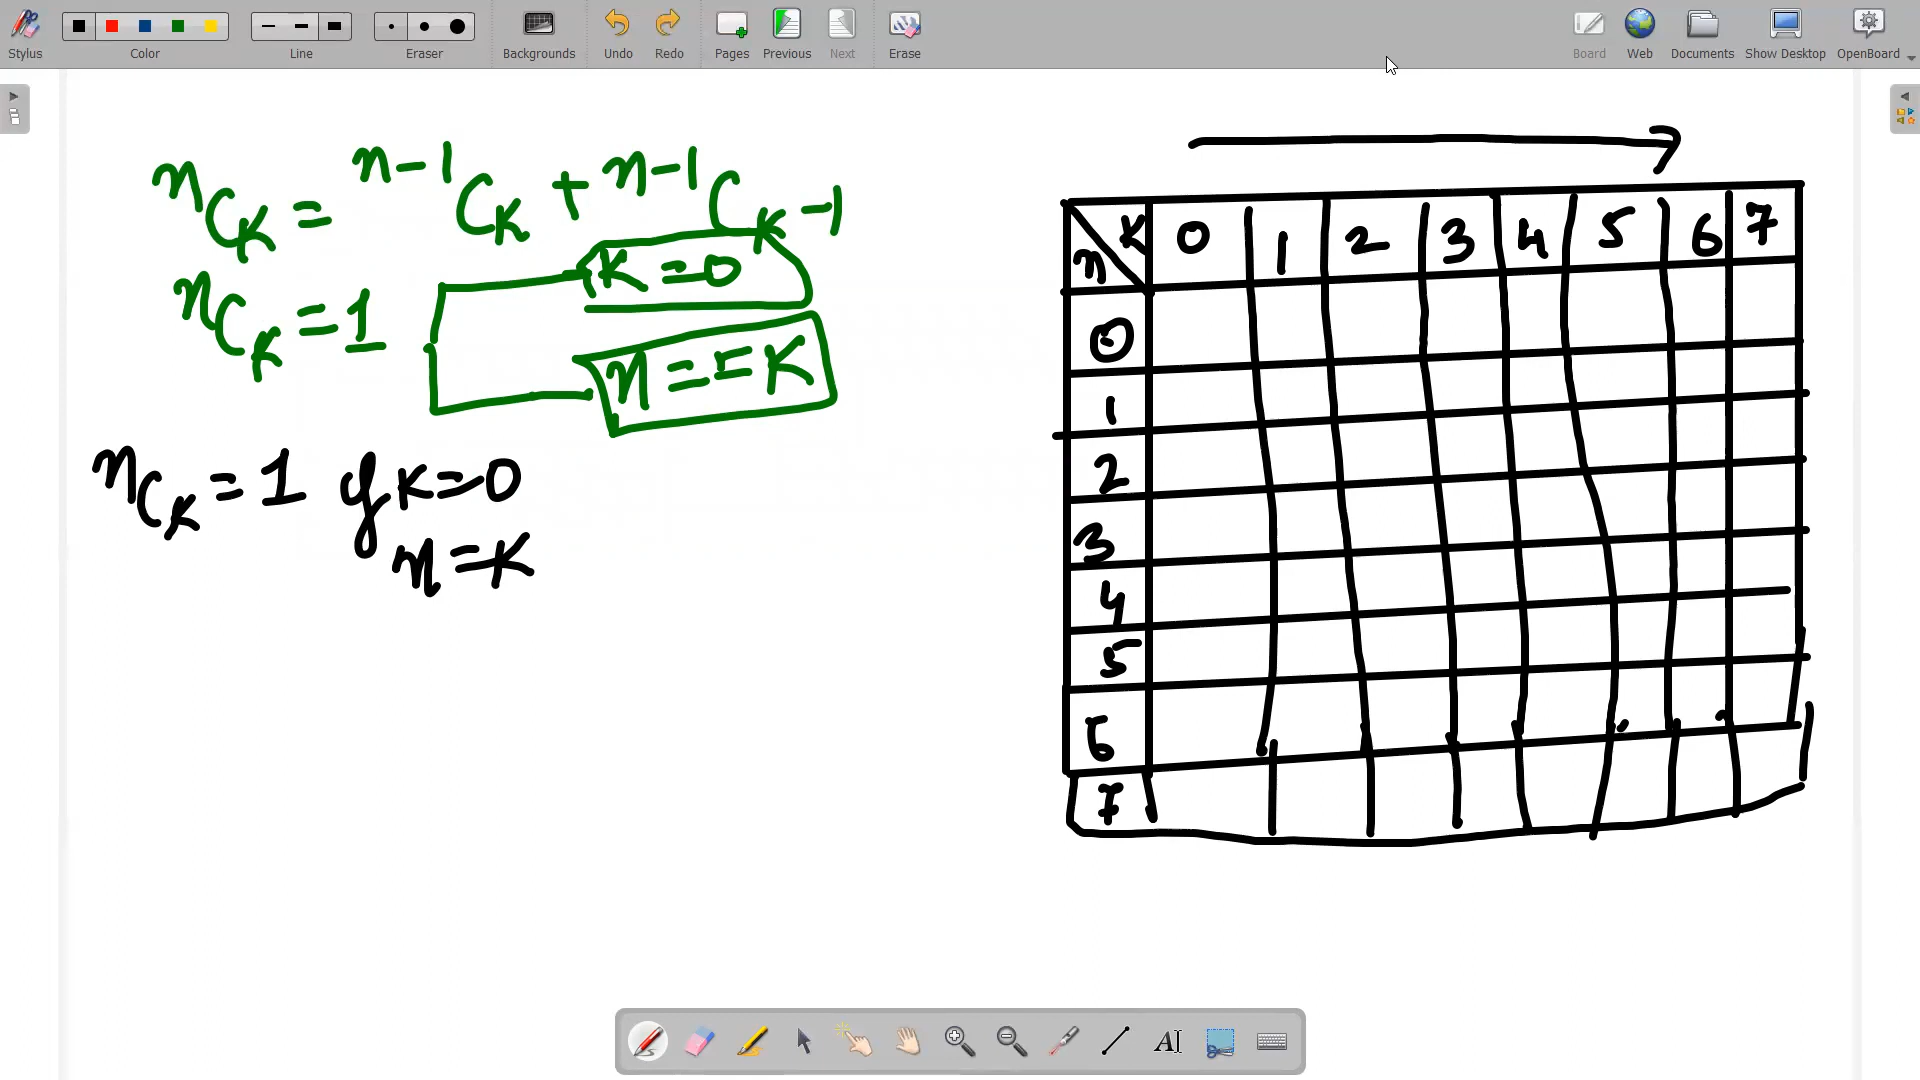 Stylus Color Line Eraser Backgrounds Undo Redo Pages Previous Next Erase Board Web Documents Show Desktop OpenBoard
nCK = n-1CK + n-1CK-1
K=0
nCK = 1
n==K
nCK = 1 if K=0
n=K
K 0 1 2 3 4 5 6 7
n
0
1
2
3
4
5
6
7